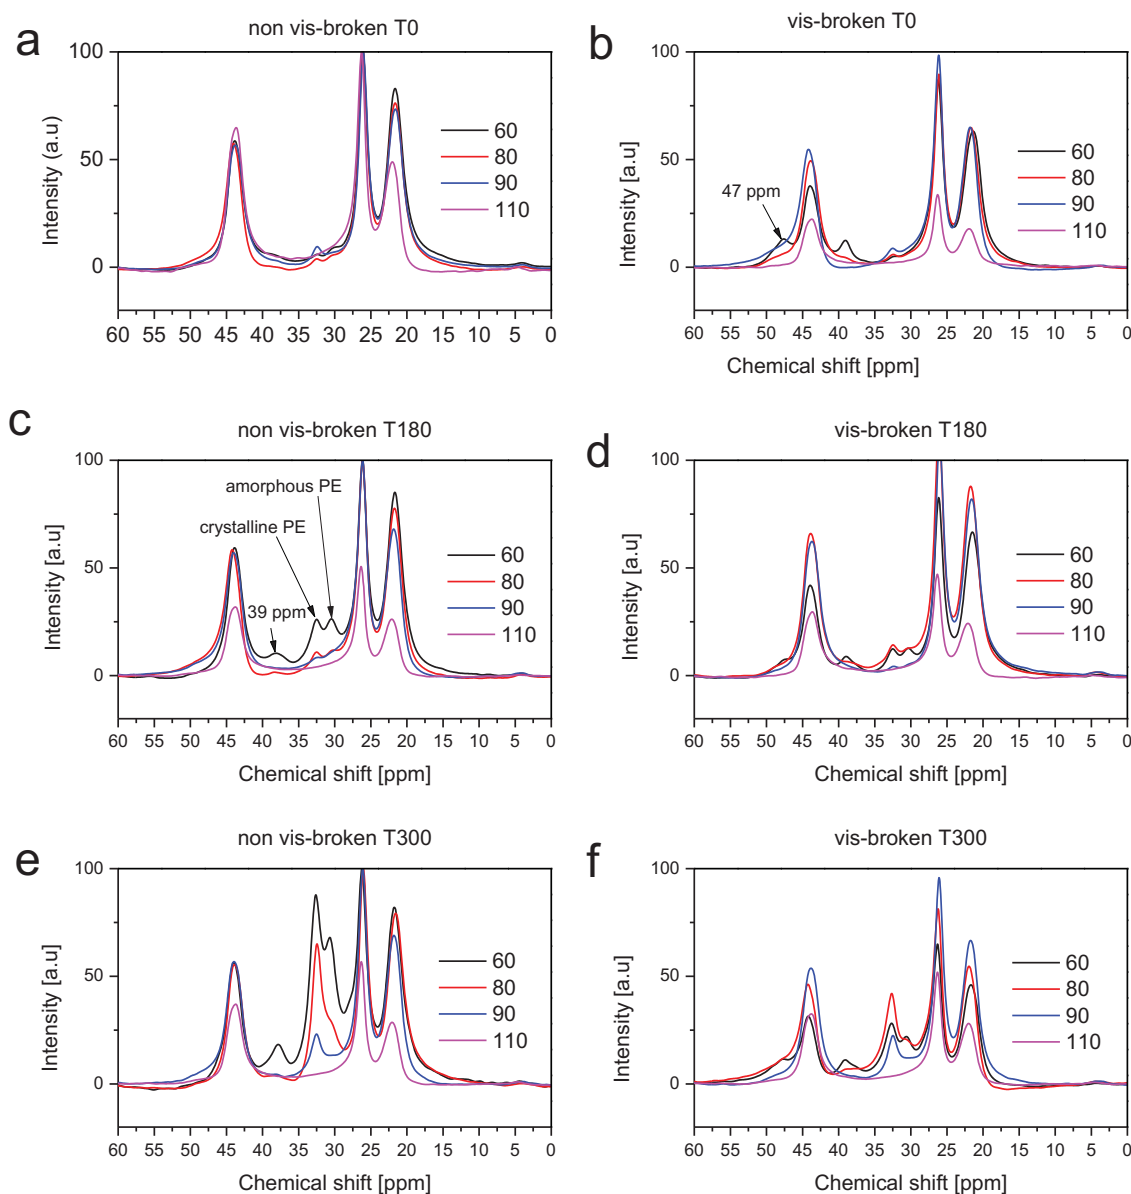 a
non vis-broken T0
100
50
0
Intensity (a.u)
60
80
90
110
60 55 50 45 40 35 30 25 20 15 10 5 0
b
vis-broken T0
100
50
0
Intensity [a.u]
47 ppm
60
80
90
110
60 55 50 45 40 35 30 25 20 15 10 5 0
Chemical shift [ppm]
c
non vis-broken T180
100
50
0
Intensity [a.u]
amorphous PE
crystalline PE
39 ppm
60
80
90
110
60 55 50 45 40 35 30 25 20 15 10 5 0
Chemical shift [ppm]
d
vis-broken T180
100
50
0
Intensity [a.u]
60
80
90
110
60 55 50 45 40 35 30 25 20 15 10 5 0
Chemical shift [ppm]
e
non vis-broken T300
100
50
0
Intensity [a.u]
60
80
90
110
60 55 50 45 40 35 30 25 20 15 10 5 0
Chemical shift [ppm]
f
vis-broken T300
100
50
0
Intensity [a.u]
60
80
90
110
60 55 50 45 40 35 30 25 20 15 10 5 0
Chemical shift [ppm]